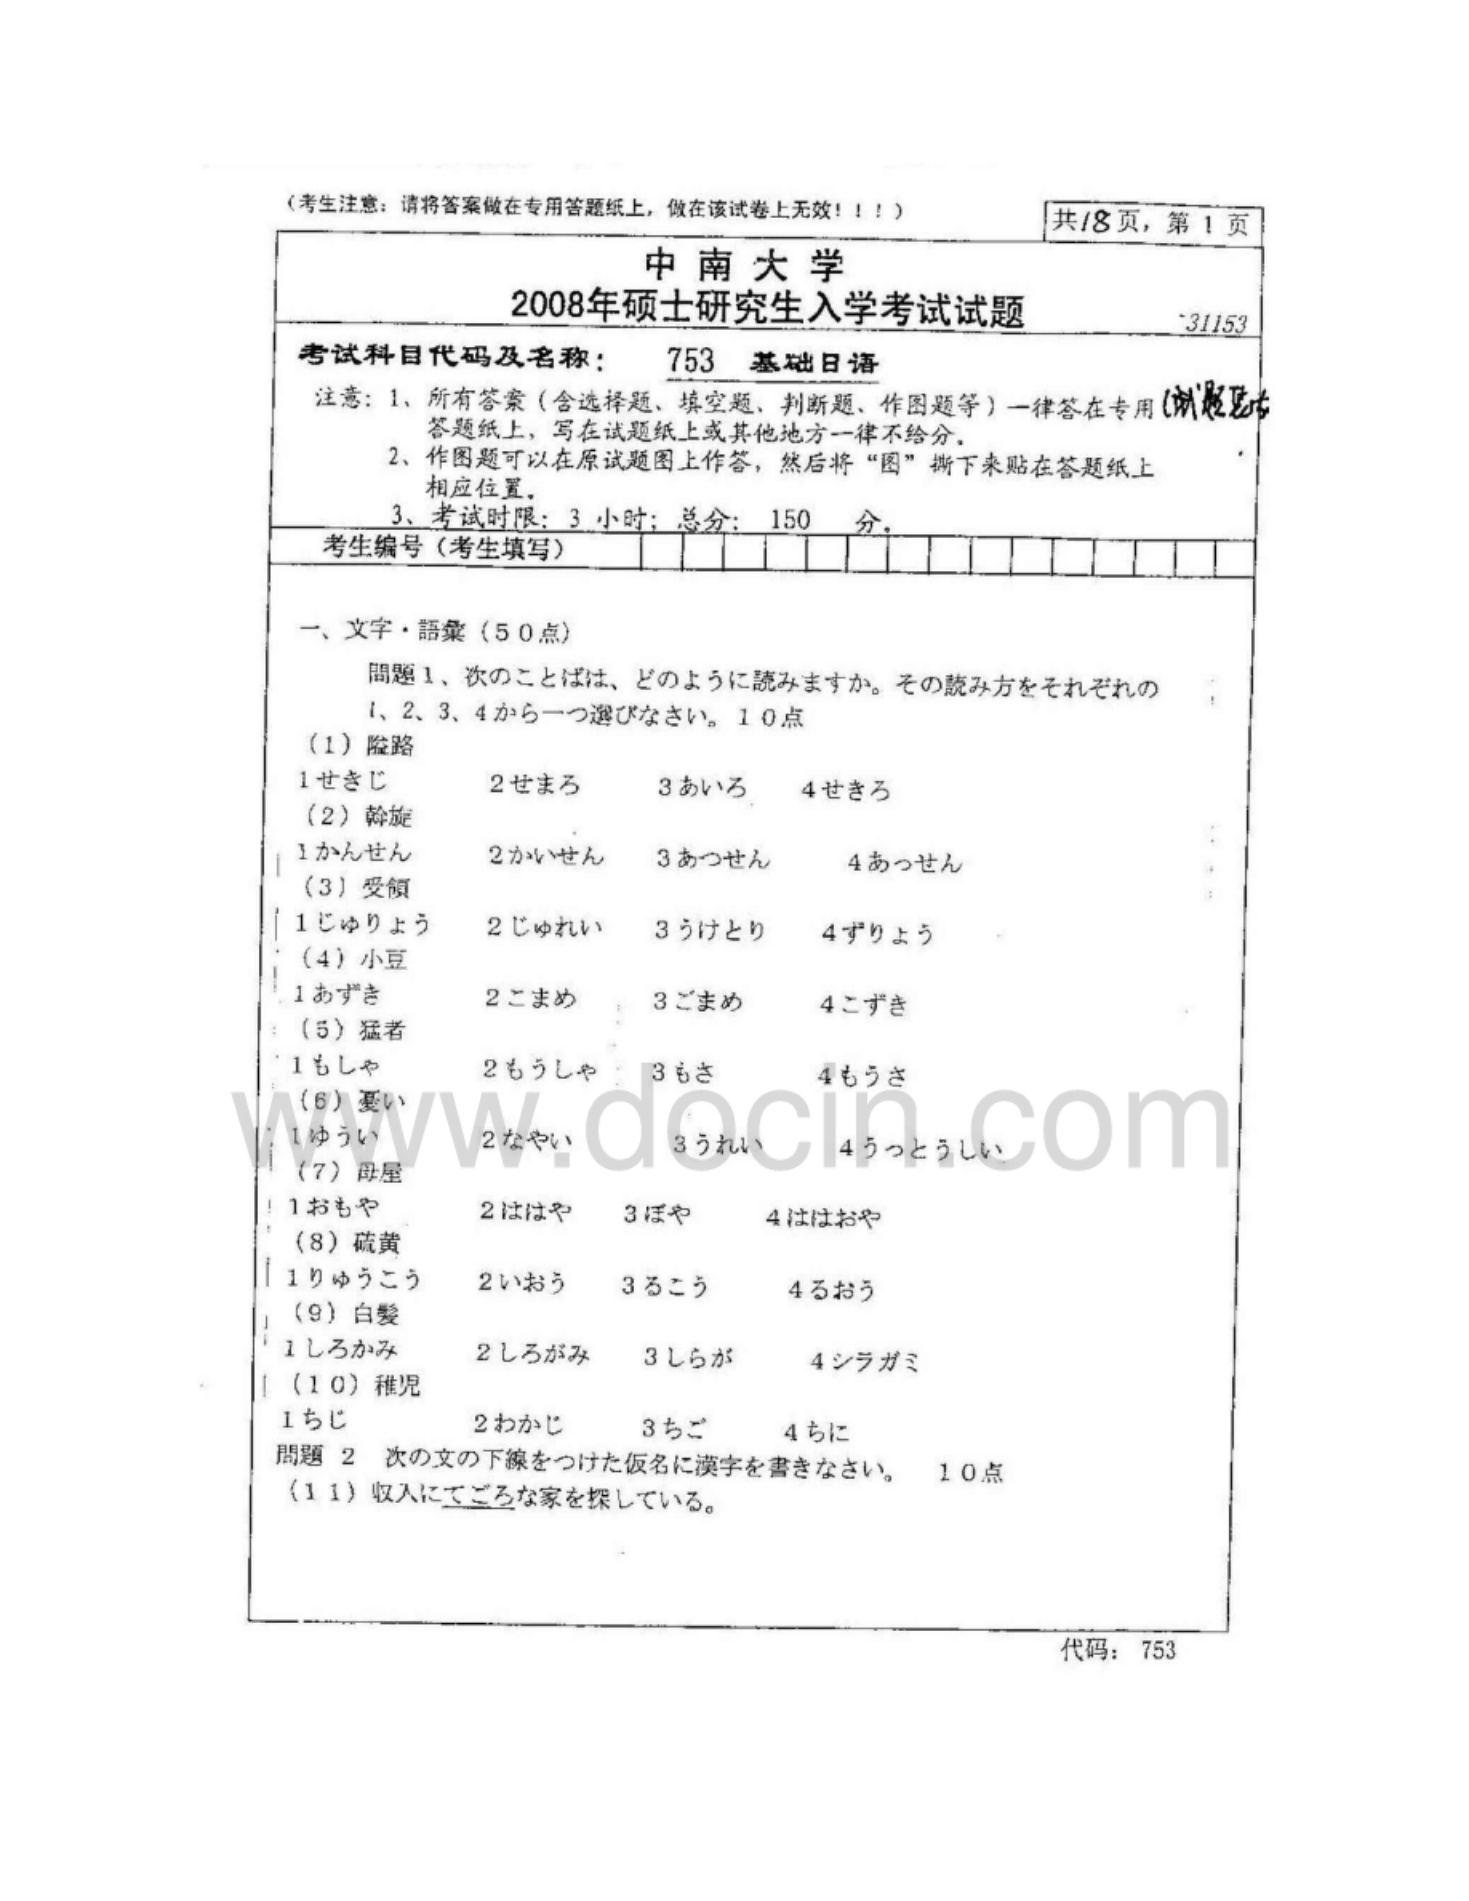 （考生注意：请将答案做在专用答题纸上，做在该试卷上无效！！！）
共18页，第 1 页
中 南 大 学
2008年硕士研究生入学考试试题
31153
考试科目代码及名称： 753 基础日语
注意：1、所有答案（含选择题、填空题、判断题、作图题等）一律答在专用
答题纸上，写在试题纸上或其他地方一律不给分。
2、作图题可以在原试题图上作答，然后将“图”撕下来贴在答题纸上
相应位置。
3、考试时限：3 小时；总分： 150 分。
考生编号（考生填写）
一、文字・語彙（５０点）
問題１、次のことばは、どのように読みますか。その読み方をそれぞれの
1、2、3、4から一つ選びなさい。１０点
（1）隘路
1せきじ 2せまろ 3あいろ 4せきろ
（2）斡旋
1かんせん 2かいせん 3あつせん 4あっせん
（3）受領
1じゅりょう 2じゅれい 3うけとり 4ずりょう
（4）小豆
1あずき 2こまめ 3ごまめ 4こずき
（5）猛者
1もしゃ 2もうしゃ 3もさ 4もうさ
（6）憂い
1ゆうい 2なやい 3うれい 4うっとうしい
（7）母屋
1おもや 2ははや 3ぼや 4ははおや
（8）硫黄
1りゅうこう 2いおう 3るこう 4るおう
（9）白髪
1しろかみ 2しろがみ 3しらが 4シラガミ
（１０）稚児
1ちじ 2わかじ 3ちご 4ちに
問題 ２ 次の文の下線をつけた仮名に漢字を書きなさい。 １０点
（１１）収入にてごろな家を探している。
代码： 753
www.docin.com